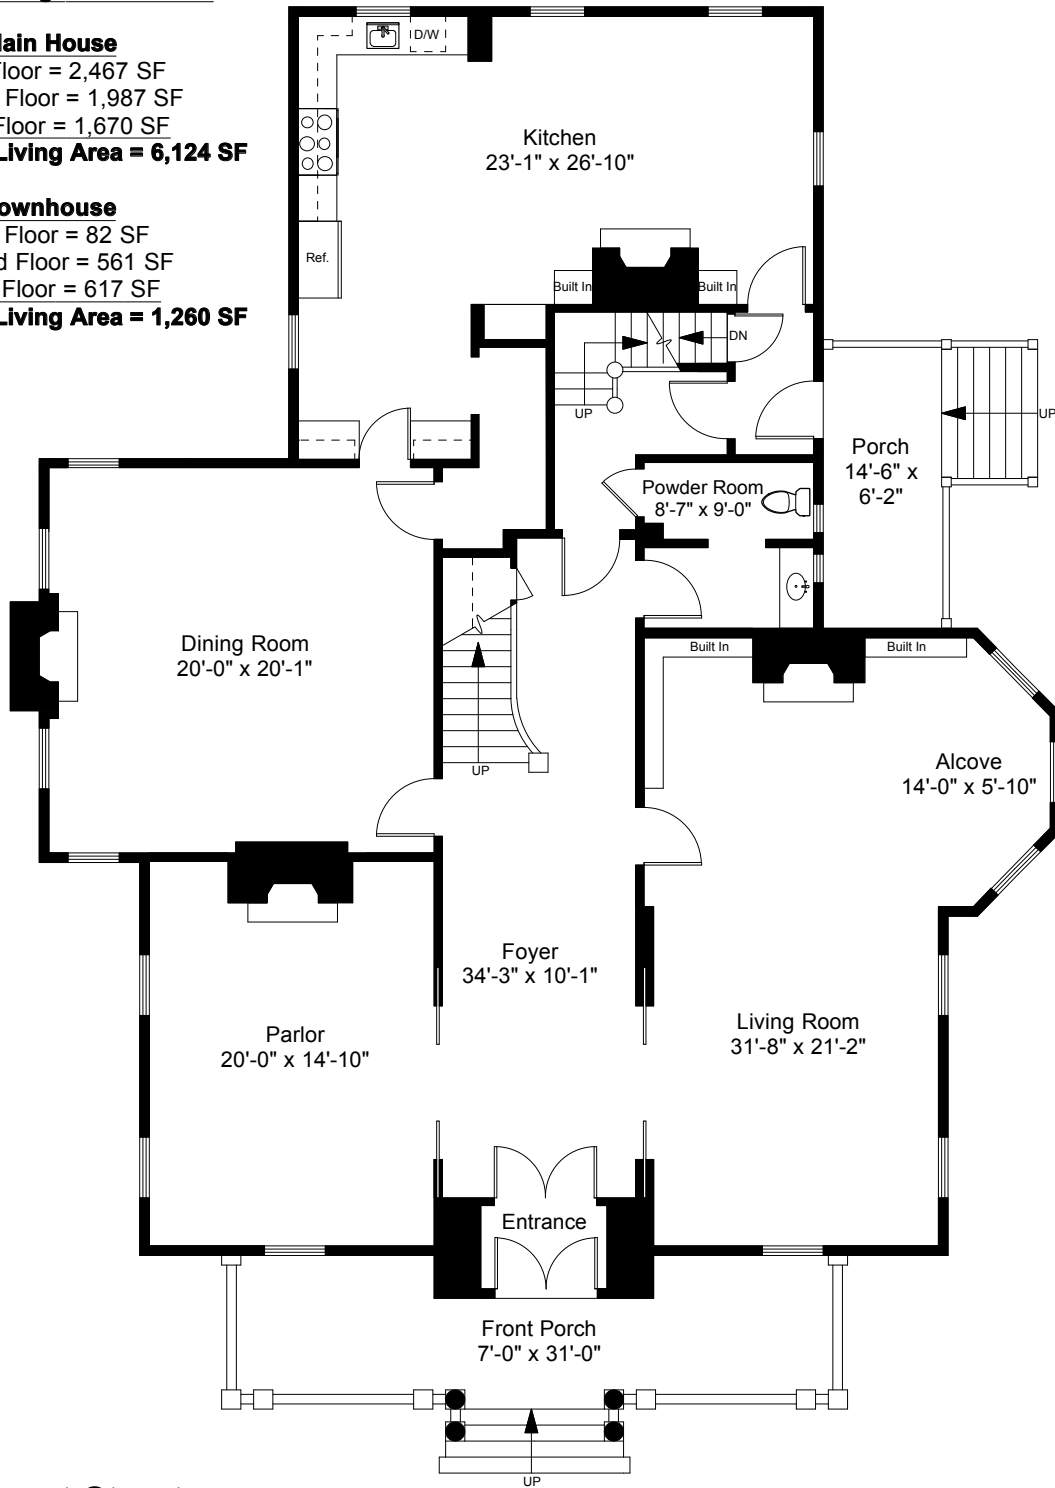 ain House
loor = 2,467 SF
Floor = 1,987 SF
Floor = 1,670 SF
Living Area = 6,124 SF
ownhouse
Floor = 82 SF
d Floor = 561 SF
Floor = 617 SF
Living Area = 1,260 SF
D/W
Kitchen
23'-1" x 26'-10"
Ref.
Built In
Built In
DN
UP
UP
Porch
14'-6" x
6'-2"
Powder Room
8'-7" x 9'-0"
Dining Room
20'-0" x 20'-1"
Built In
Built In
UP
Alcove
14'-0" x 5'-10"
Foyer
34'-3" x 10'-1"
Parlor
20'-0" x 14'-10"
Living Room
31'-8" x 21'-2"
Entrance
Front Porch
7'-0" x 31'-0"
UP